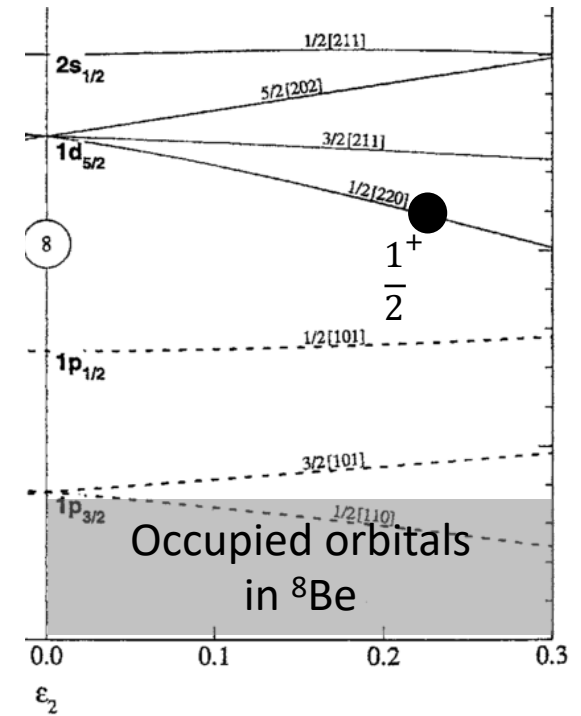 1/2[211]
2s1/2
5/2[202]
3/2[211]
1d5/2
1/2[220]
8
1+
2
1/2[101]
1p1/2
3/2[101]
1p3/2
1/2[110]
Occupied orbitals
in 8Be
0.0 0.1 0.2 0.3
ε2